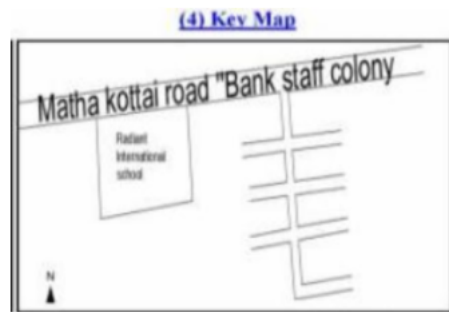 (4) Key Map
Matha kottai road "Bank staff colony
Radiant
International
school
N